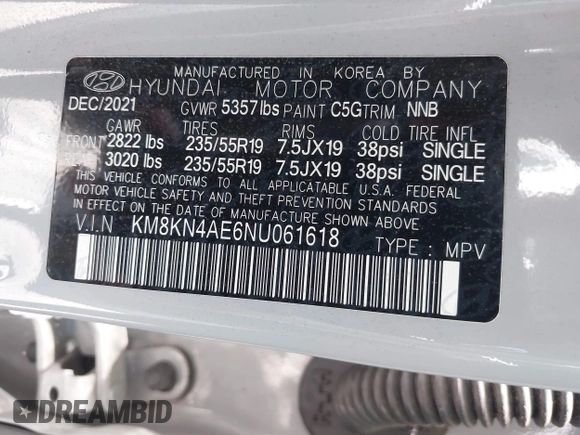 MANUFACTURED IN KOREA BY
HYUNDAI MOTOR COMPANY
DEC/2021 GVWR 5357lbs PAINT C5G TRIM NNB
GAWR TIRES RIMS COLD TIRE INFL
FRONT 2822 lbs 235/55R19 7.5JX19 38psi SINGLE
3020 lbs 235/55R19 7.5JX19 38psi SINGLE
THIS VEHICLE CONFORMS TO ALL APPLICABLE U.S.A. FEDERAL
MOTOR VEHICLE SAFETY AND THEFT PREVENTION STANDARDS
IN EFFECT ON THE DATE OF MANUFACTURE SHOWN ABOVE.
V.I.N KM8KN4AE6NU061618
TYPE : MPV
DREAMBID